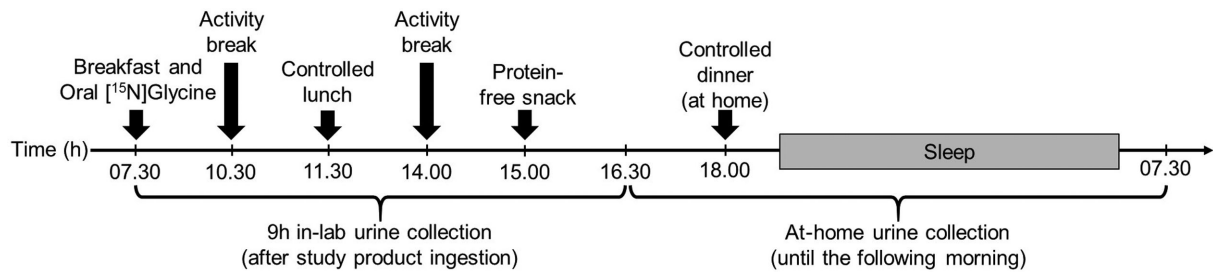 Activity
break
Activity
break
Breakfast and
Oral [¹⁵N]Glycine
Controlled
lunch
Protein-
free snack
Controlled
dinner
(at home)
Time (h)
Sleep
07.30
10.30
11.30
14.00
15.00
16.30
18.00
07.30
9h in-lab urine collection
(after study product ingestion)
At-home urine collection
(until the following morning)